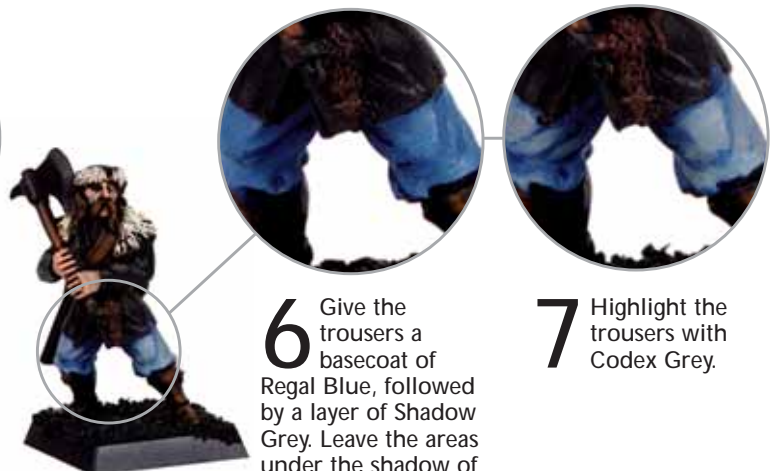 6 Give the
trousers a
basecoat of
Regal Blue, followed
by a layer of Shadow
Grey. Leave the areas
under the shadow of
7 Highlight the
trousers with
Codex Grey.